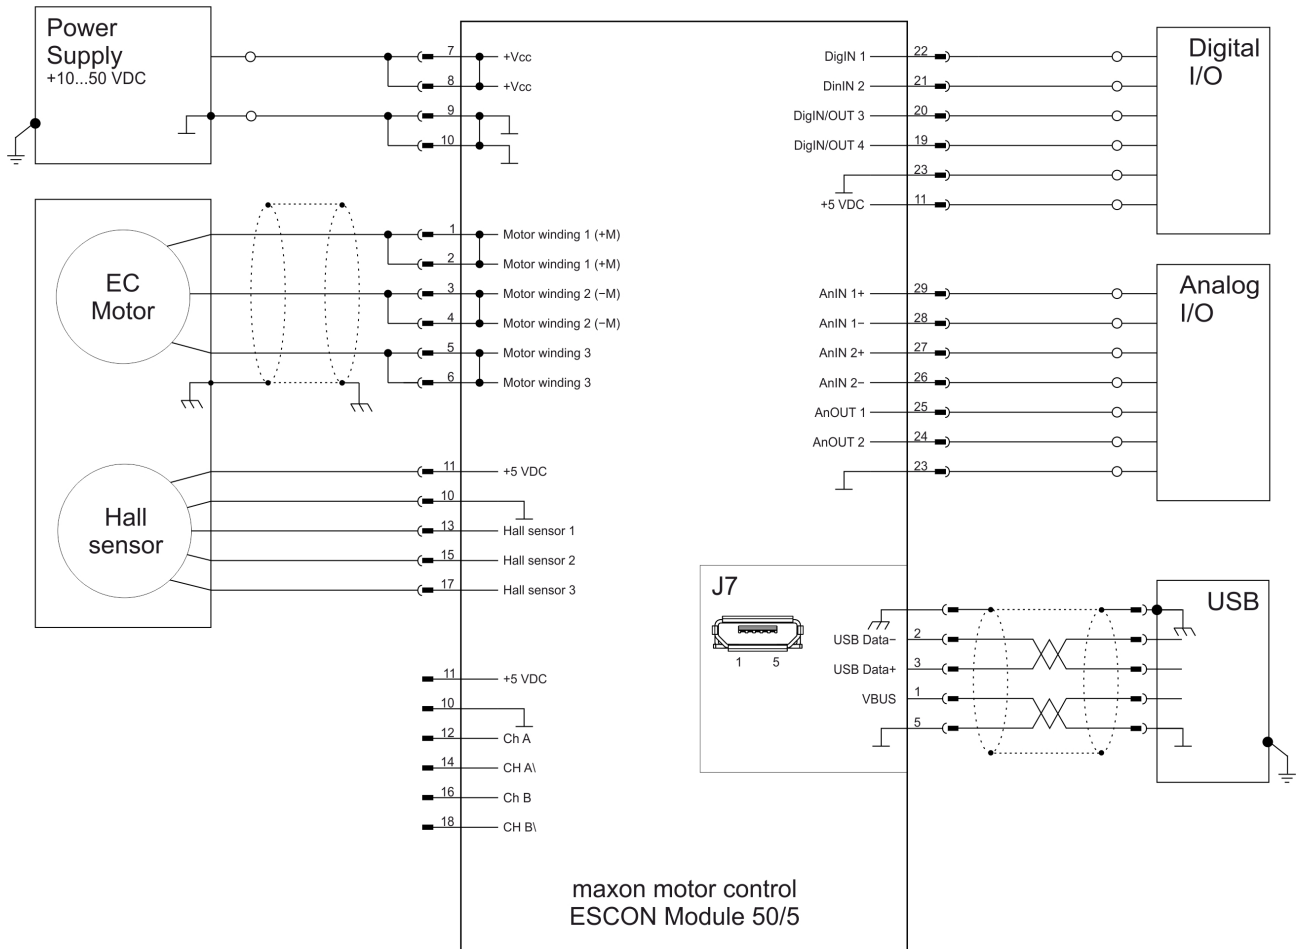 Power
Supply
+10...50 VDC
7 +Vcc
8 +Vcc
9
10
EC
Motor
1 Motor winding 1 (+M)
2 Motor winding 1 (+M)
3 Motor winding 2 (−M)
4 Motor winding 2 (−M)
5 Motor winding 3
6 Motor winding 3
Hall
sensor
11 +5 VDC
10
13 Hall sensor 1
15 Hall sensor 2
17 Hall sensor 3
11 +5 VDC
10
12 Ch A
14 CH A\
16 Ch B
18 CH B\
DigIN 1 22
DinIN 2 21
DigIN/OUT 3 20
DigIN/OUT 4 19
23
+5 VDC 11
Digital
I/O
AnIN 1+ 29
AnIN 1− 28
AnIN 2+ 27
AnIN 2− 26
AnOUT 1 25
AnOUT 2 24
23
Analog
I/O
J7
1 5
USB Data− 2
USB Data+ 3
VBUS 1
5
USB
maxon motor control
ESCON Module 50/5